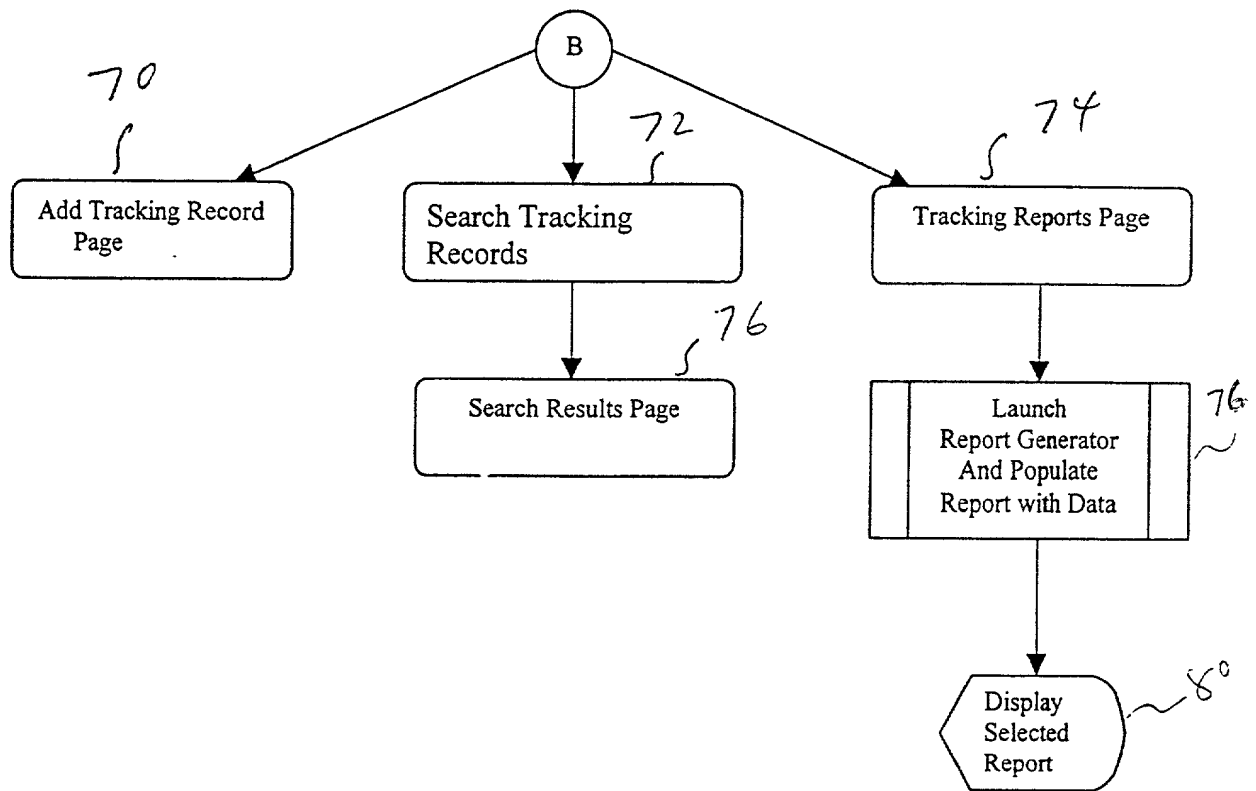 B
70
72
74
Add Tracking Record
Page
Search Tracking
Records
Tracking Reports Page
76
Search Results Page
Launch
Report Generator
And Populate
Report with Data
76
Display
Selected
Report
80